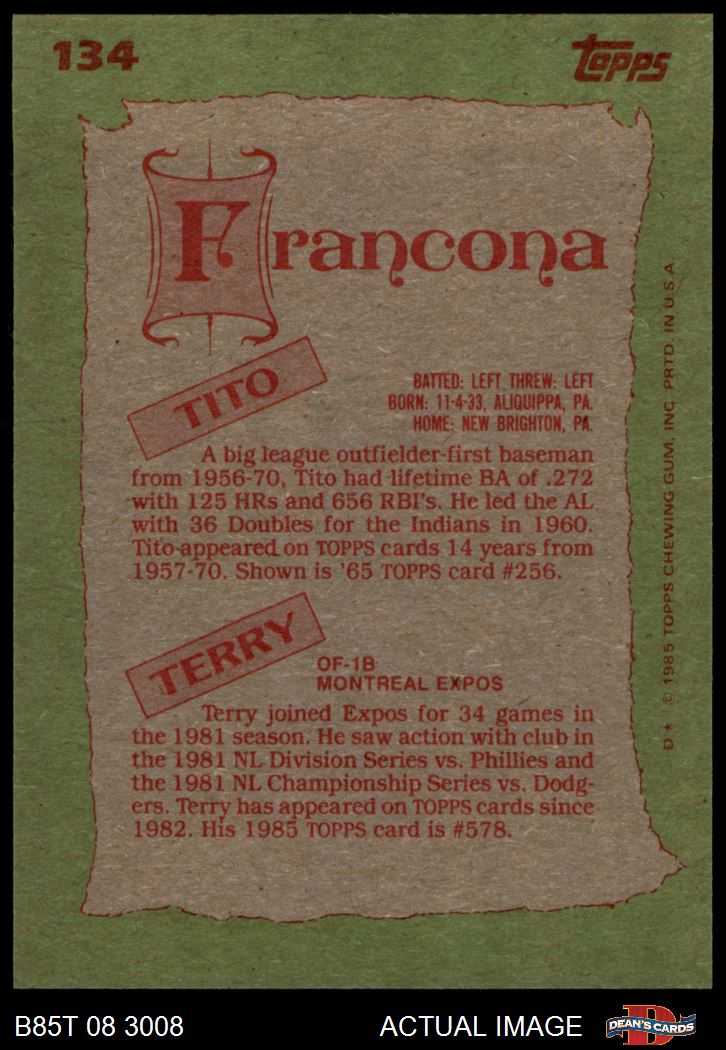 134
Topps
Francona
TITO
BATTED: LEFT THREW: LEFT
BORN: 11-4-33, ALIQUIPPA, PA.
HOME: NEW BRIGHTON, PA.
A big league outfielder-first baseman
from 1956-70, Tito had lifetime BA of .272
with 125 HRs and 656 RBI's. He led the AL
with 36 Doubles for the Indians in 1960.
Tito appeared on TOPPS cards 14 years from
1957-70. Shown is '65 TOPPS card #256.
TERRY
OF-1B
MONTREAL EXPOS
Terry joined Expos for 34 games in
the 1981 season. He saw action with club in
the 1981 NL Division Series vs. Phillies and
the 1981 NL Championship Series vs. Dodg-
ers. Terry has appeared on TOPPS cards since
1982. His 1985 TOPPS card is #578.
D* © 1985 TOPPS CHEWING GUM, INC. PRTD. IN U.S.A
B85T 08 3008
ACTUAL IMAGE
D
DEAN'S CARDS